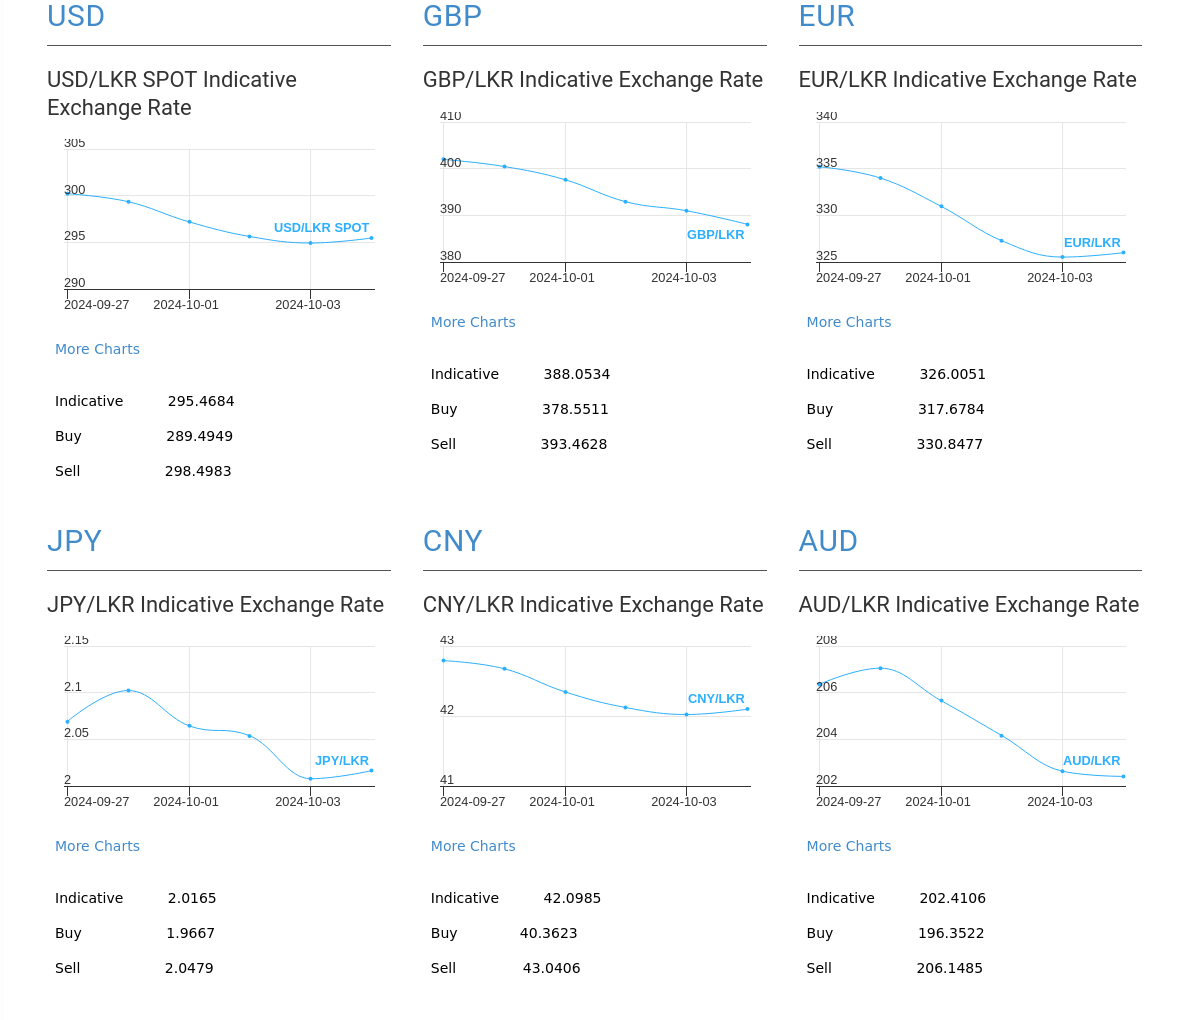 USD
USD/LKR SPOT Indicative
Exchange Rate
305
300
295
290
USD/LKR SPOT
2024-09-27 2024-10-01 2024-10-03
More Charts
Indicative 295.4684
Buy 289.4949
Sell 298.4983
GBP
GBP/LKR Indicative Exchange Rate
410
400
390
380
GBP/LKR
2024-09-27 2024-10-01 2024-10-03
More Charts
Indicative 388.0534
Buy 378.5511
Sell 393.4628
EUR
EUR/LKR Indicative Exchange Rate
340
335
330
325
EUR/LKR
2024-09-27 2024-10-01 2024-10-03
More Charts
Indicative 326.0051
Buy 317.6784
Sell 330.8477
JPY
JPY/LKR Indicative Exchange Rate
2.15
2.1
2.05
2
JPY/LKR
2024-09-27 2024-10-01 2024-10-03
More Charts
Indicative 2.0165
Buy 1.9667
Sell 2.0479
CNY
CNY/LKR Indicative Exchange Rate
43
42
41
CNY/LKR
2024-09-27 2024-10-01 2024-10-03
More Charts
Indicative 42.0985
Buy 40.3623
Sell 43.0406
AUD
AUD/LKR Indicative Exchange Rate
208
206
204
202
AUD/LKR
2024-09-27 2024-10-01 2024-10-03
More Charts
Indicative 202.4106
Buy 196.3522
Sell 206.1485